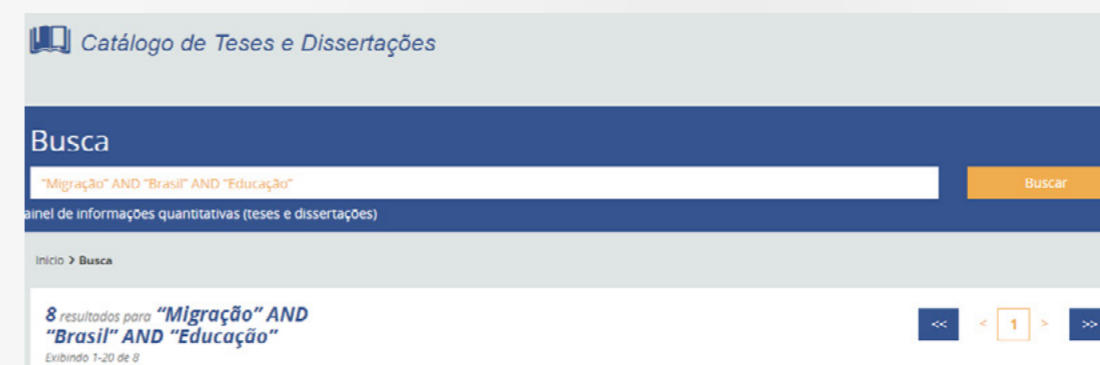 Catálogo de Teses e Dissertações
Busca
"Migração" AND "Brasil" AND "Educação"
Buscar
ainel de informações quantitativas (teses e dissertações)
Início > Busca
8 resultados para "Migração" AND
"Brasil" AND "Educação"
<< < 1 > >>
Exibindo 1-20 de 8